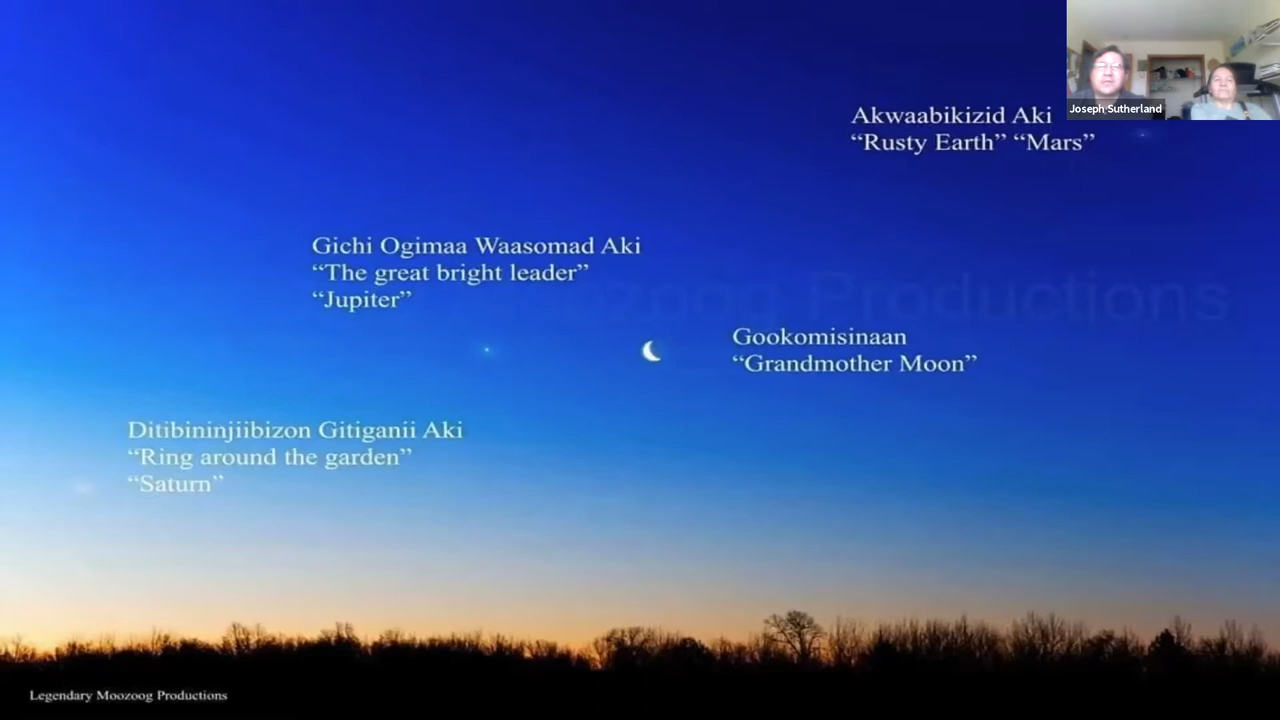 Joseph Sutherland
Akwaabikizid Aki
“Rusty Earth” “Mars”
Gichi Ogimaa Waasomad Aki
“The great bright leader”
“Jupiter”
Productions
Gookomisinaan
“Grandmother Moon”
Ditibininjiibizon Gitiganii Aki
“Ring around the garden”
“Saturn”
Legendary Moozoog Productions